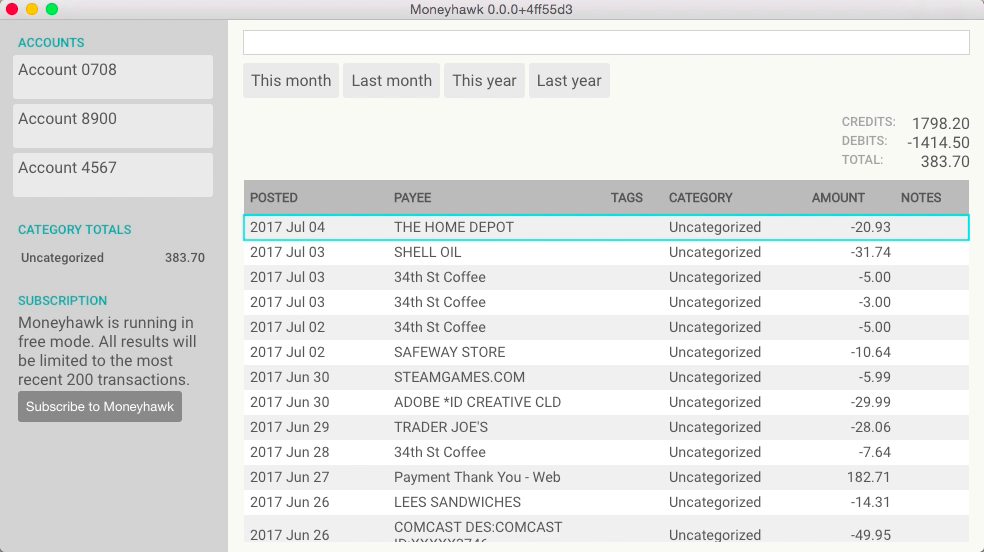 Moneyhawk 0.0.0+4ff55d3
ACCOUNTS
Account 0708
Account 8900
Account 4567
CATEGORY TOTALS
Uncategorized 383.70
SUBSCRIPTION
Moneyhawk is running in
free mode. All results will
be limited to the most
recent 200 transactions.
Subscribe to Moneyhawk
This month Last month This year Last year
CREDITS: 1798.20
DEBITS: -1414.50
TOTAL: 383.70
POSTED PAYEE TAGS CATEGORY AMOUNT NOTES
2017 Jul 04 THE HOME DEPOT Uncategorized -20.93
2017 Jul 03 SHELL OIL Uncategorized -31.74
2017 Jul 03 34th St Coffee Uncategorized -5.00
2017 Jul 03 34th St Coffee Uncategorized -3.00
2017 Jul 02 34th St Coffee Uncategorized -5.00
2017 Jul 02 SAFEWAY STORE Uncategorized -10.64
2017 Jun 30 STEAMGAMES.COM Uncategorized -5.99
2017 Jun 30 ADOBE *ID CREATIVE CLD Uncategorized -29.99
2017 Jun 29 TRADER JOE'S Uncategorized -28.06
2017 Jun 28 34th St Coffee Uncategorized -7.64
2017 Jun 27 Payment Thank You - Web Uncategorized 182.71
2017 Jun 26 LEES SANDWICHES Uncategorized -14.31
2017 Jun 26 COMCAST DES:COMCAST Uncategorized -49.95